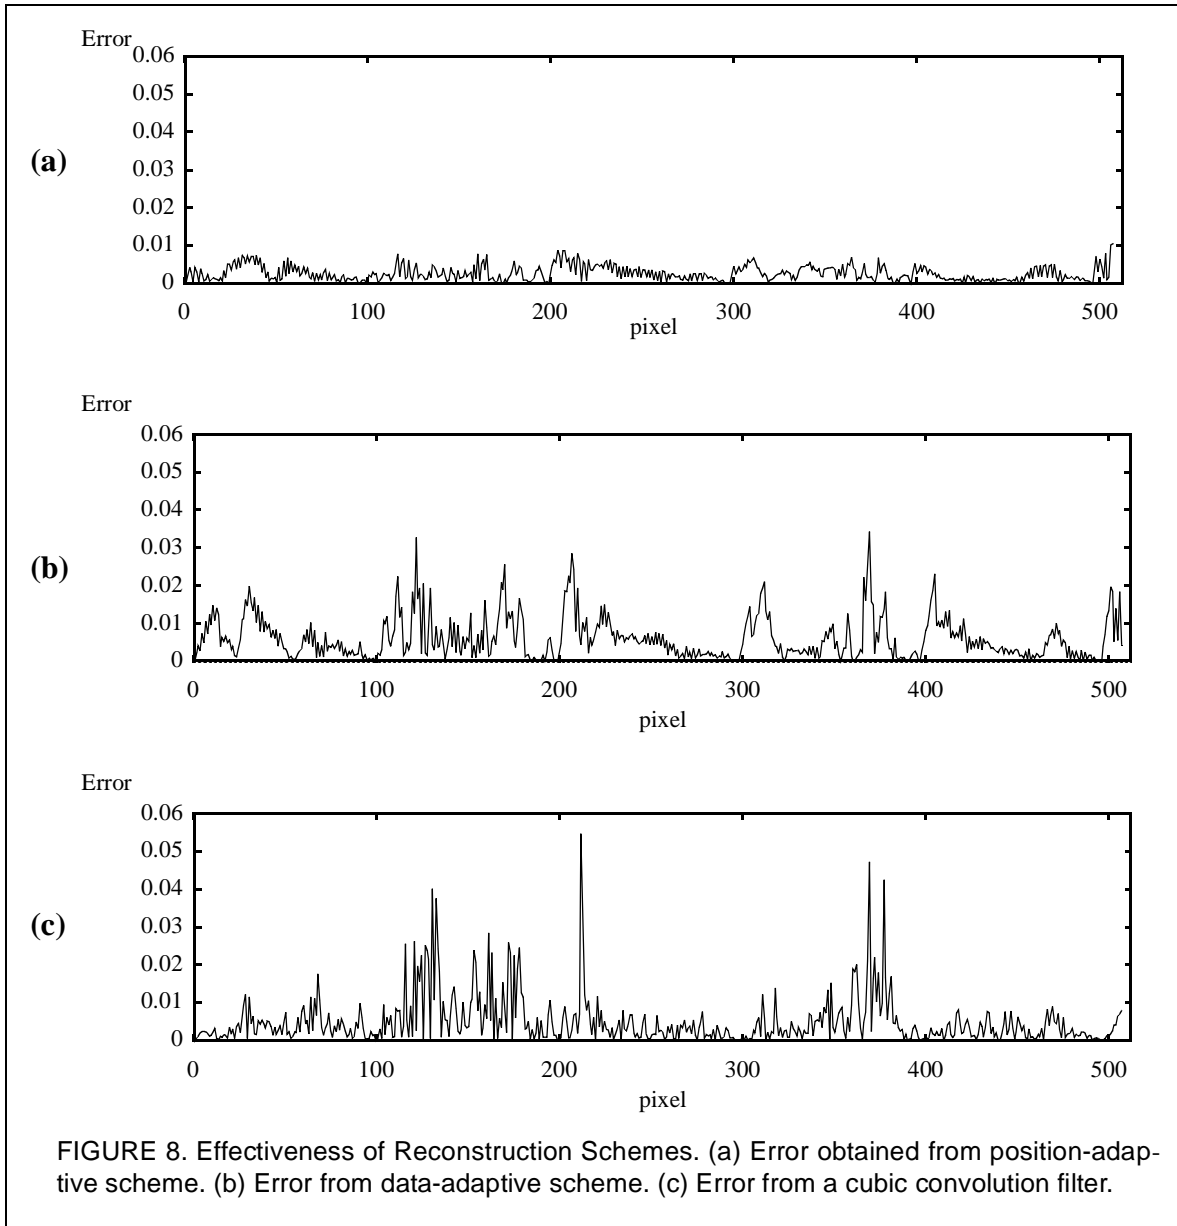 Error
0.06
0.05
0.04
(a)
0.03
0.02
0.01
0
0 100 200 300 400 500
pixel
Error
0.06
0.05
0.04
0.03
(b)
0.02
0.01
0
0 100 200 300 400 500
pixel
Error
0.06
0.05
0.04
(c)
0.03
0.02
0.01
0
0 100 200 300 400 500
pixel
FIGURE 8. Effectiveness of Reconstruction Schemes. (a) Error obtained from position-adap-
tive scheme. (b) Error from data-adaptive scheme. (c) Error from a cubic convolution filter.